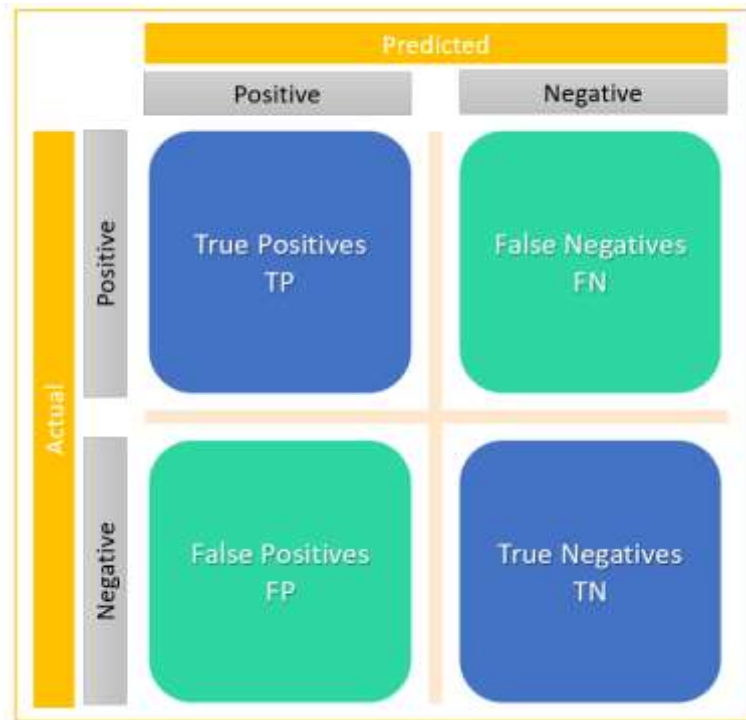 Predicted
Positive
Negative
Actual
Positive
True Positives
TP
False Negatives
FN
Negative
False Positives
FP
True Negatives
TN